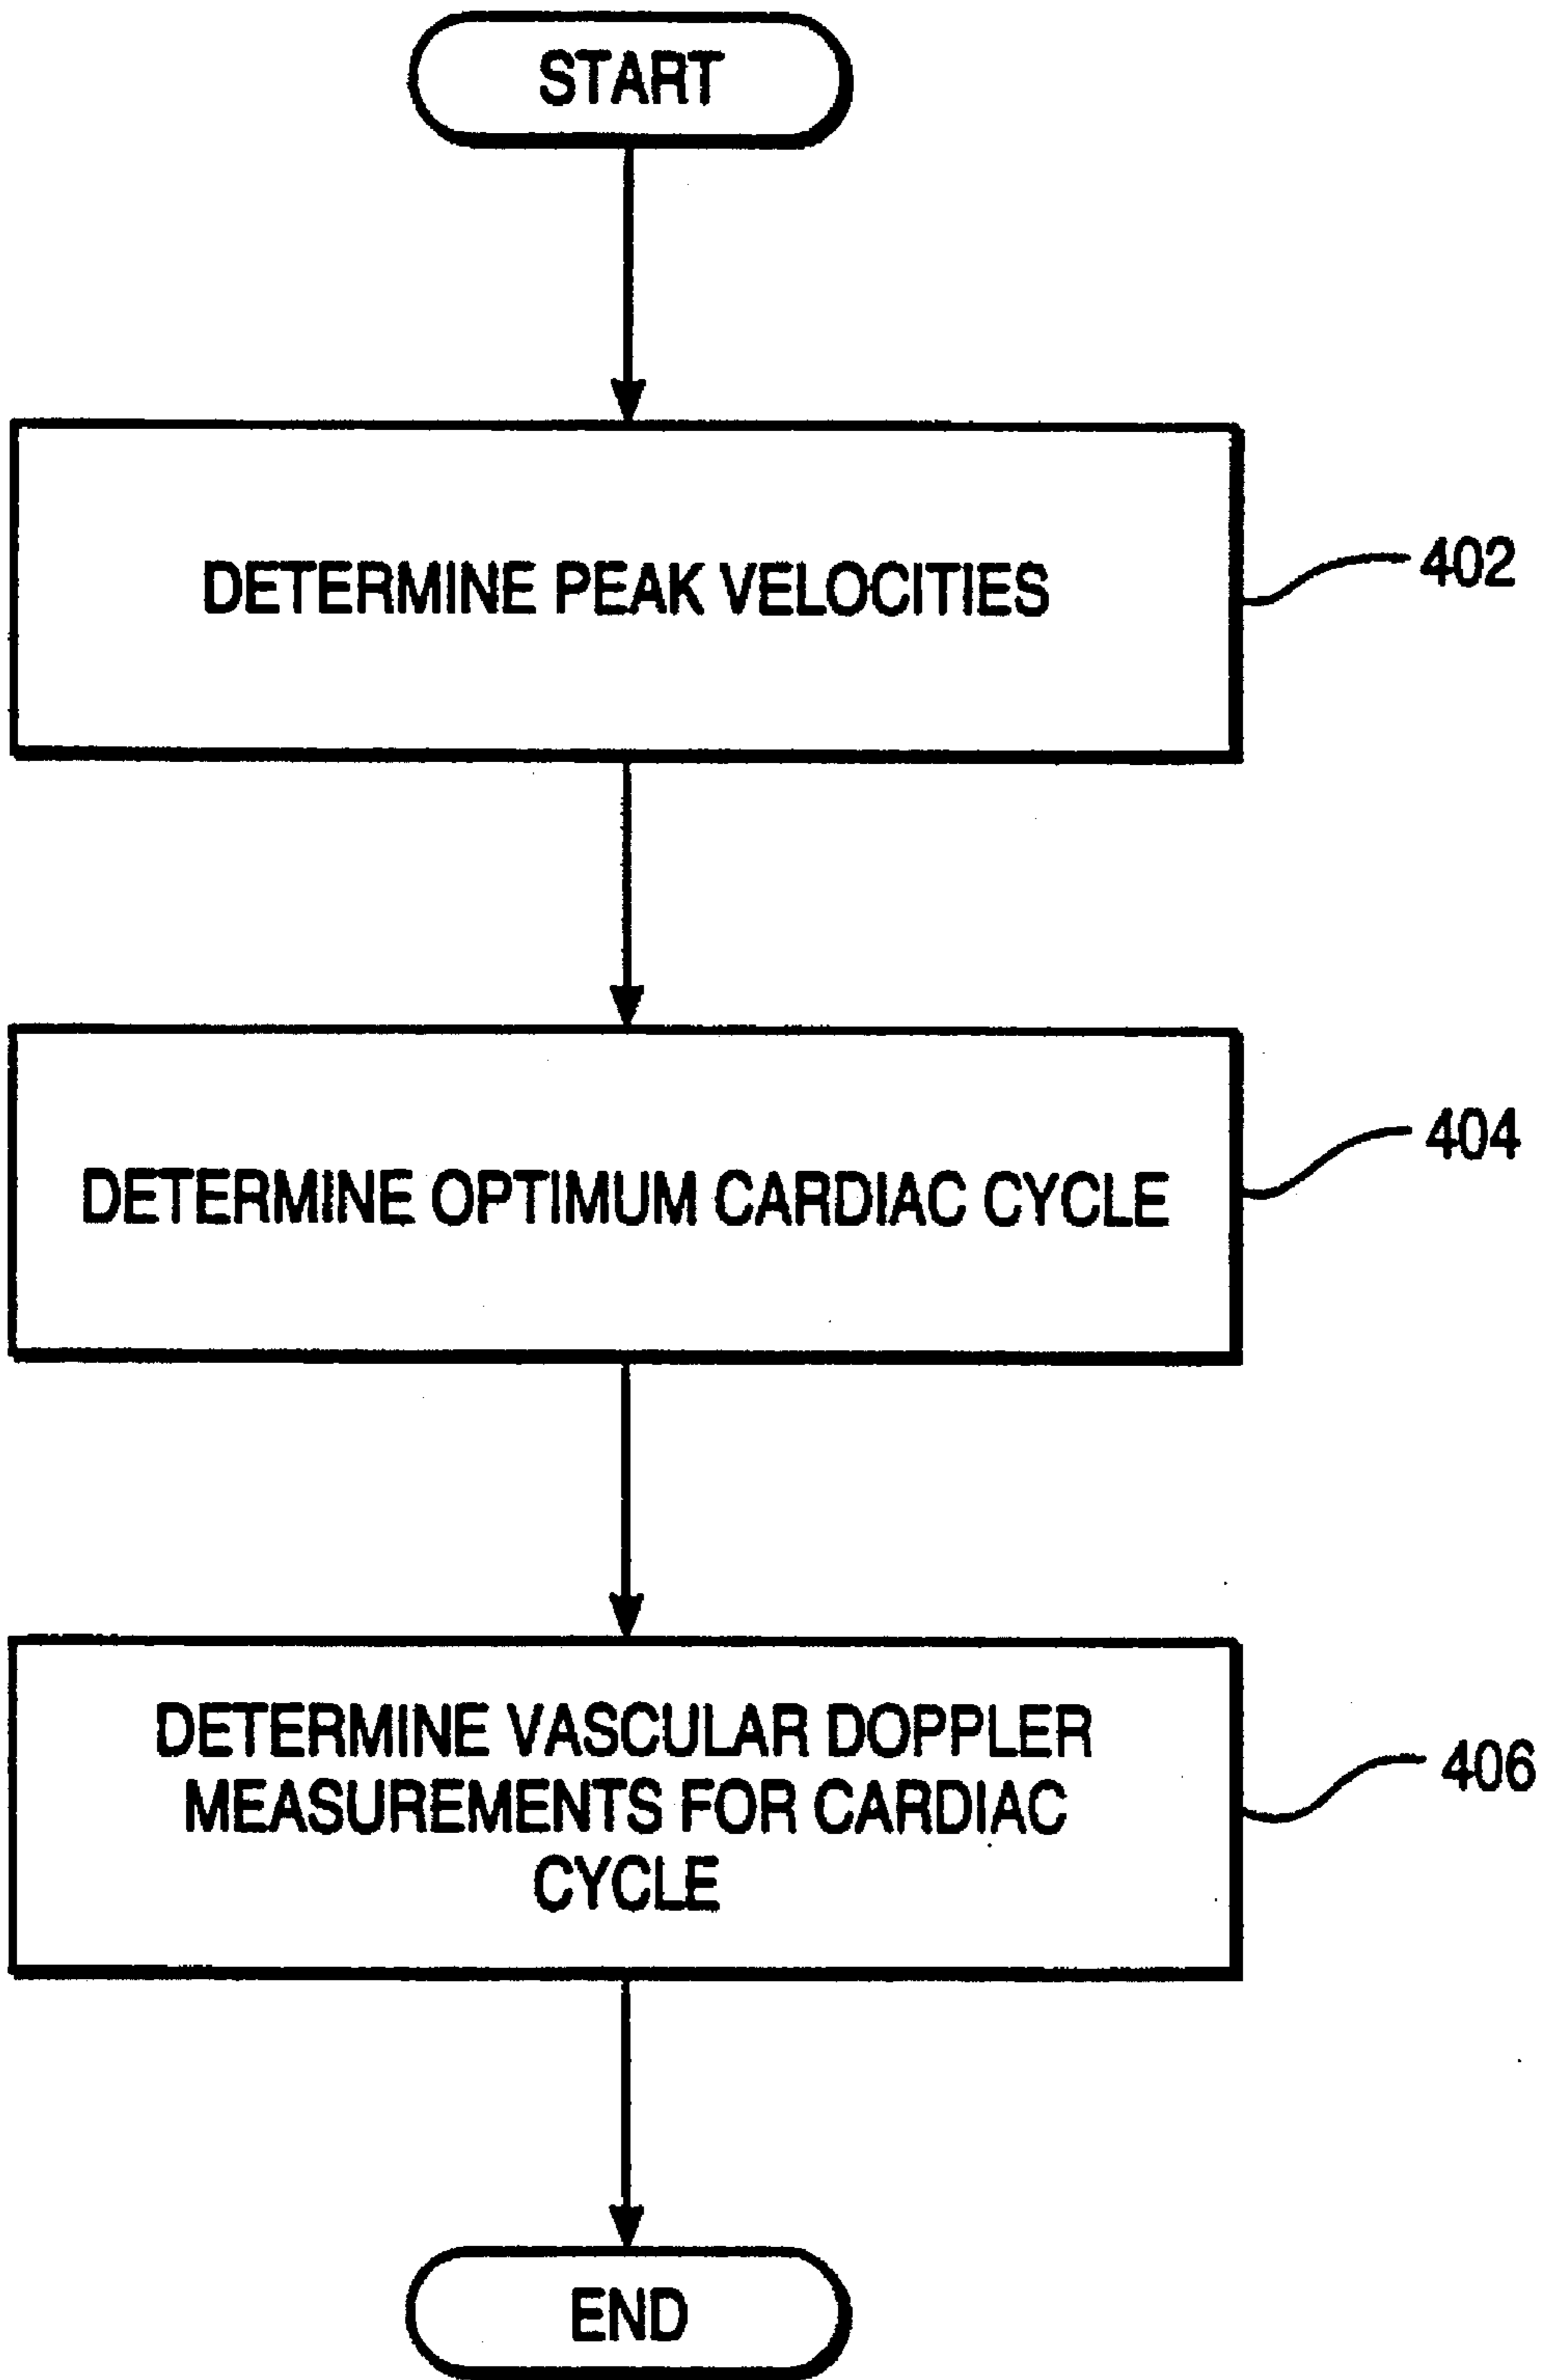 START
DETERMINE PEAK VELOCITIES
402
DETERMINE OPTIMUM CARDIAC CYCLE
404
DETERMINE VASCULAR DOPPLER
MEASUREMENTS FOR CARDIAC
CYCLE
406
END